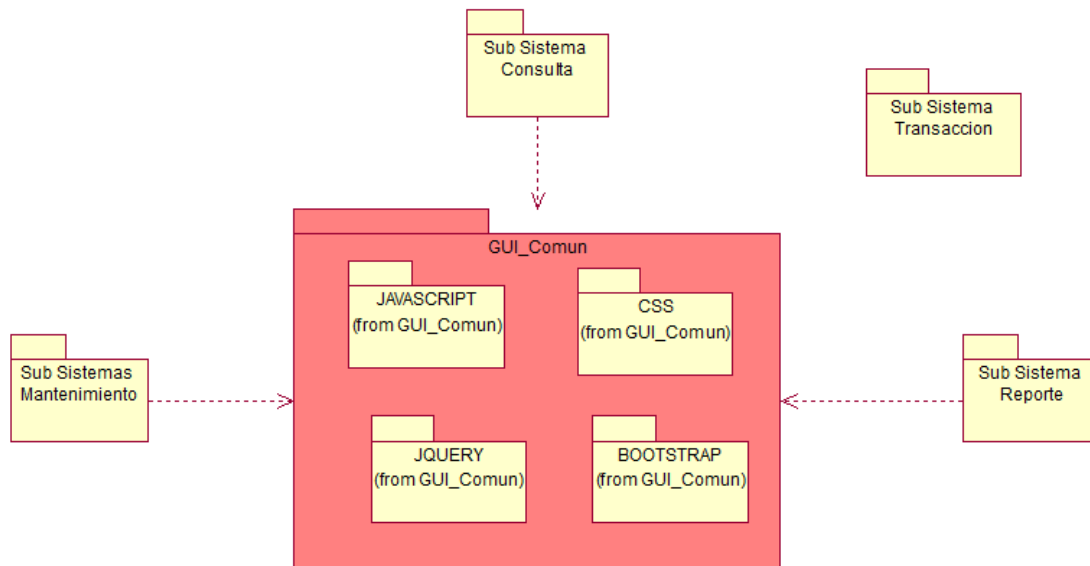 Sub Sistema
Consulta
Sub Sistema
Transaccion
GUI_Comun
JAVASCRIPT
(from GUI_Comun)
CSS
(from GUI_Comun)
Sub Sistemas
Mantenimiento
Sub Sistema
Reporte
JQUERY
(from GUI_Comun)
BOOTSTRAP
(from GUI_Comun)